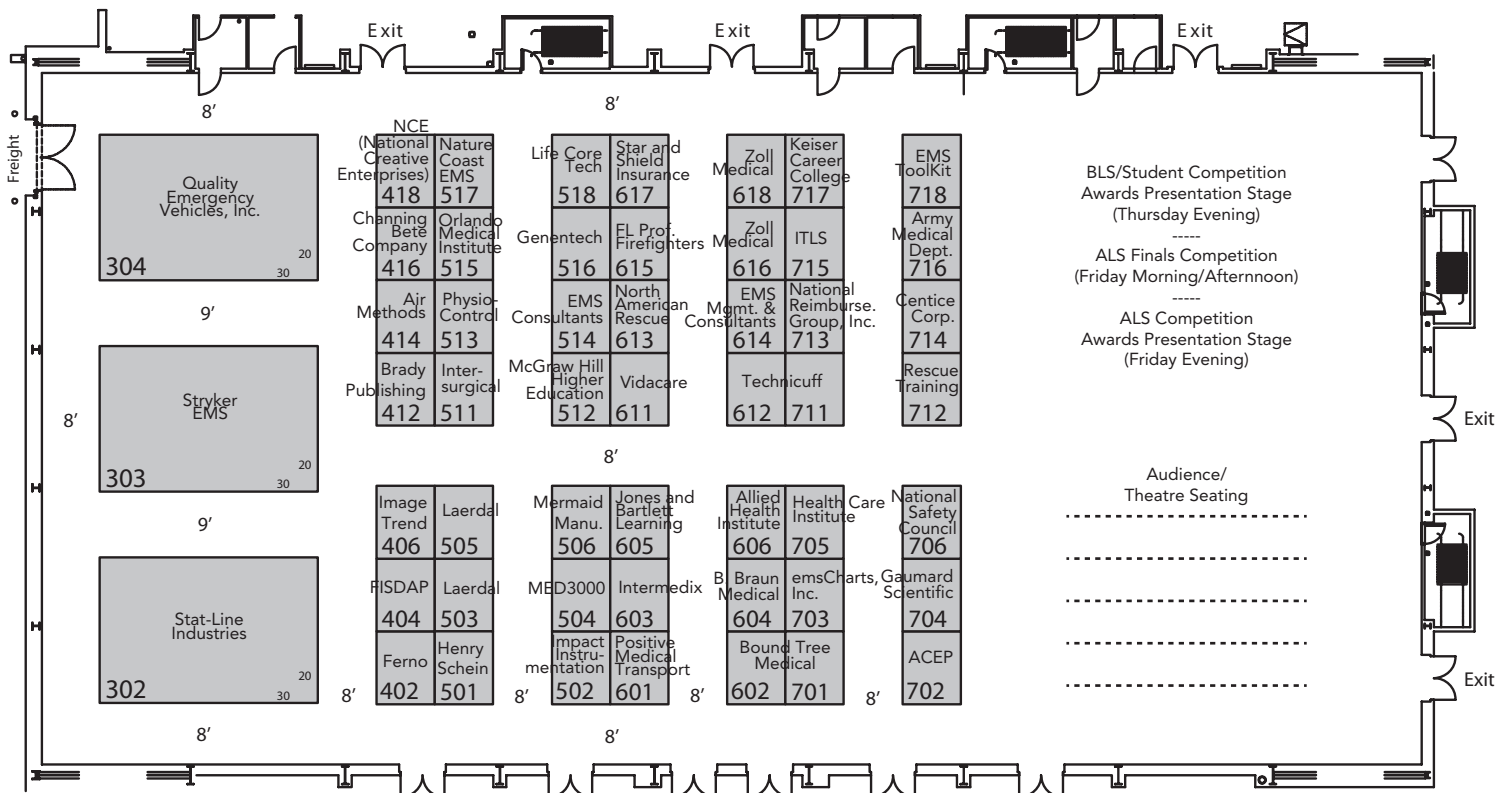 Exit
Exit
Exit
Freight
8’
8’
Quality
Emergency
Vehicles, Inc.
304
20
30
9’
Stryker
EMS
303
20
30
8’
9’
Stat-Line
Industries
302
20
30
8’
8’
NCE
(National
Creative
Enterprises)
418
Nature
Coast
EMS
517
Channing
Bete
Company
416
Orlando
Medical
Institute
515
Air
Methods
414
Physio-
Control
513
Brady
Publishing
412
Inter-
surgical
511
Life Core
Tech
518
Star and
Shield
Insurance
617
Genentech
516
FL Prof.
Firefighters
615
EMS
Consultants
514
North
American
Rescue
613
McGraw Hill
Higher
Education
512
Vidacare
611
Zoll
Medical
618
Keiser
Career
College
717
Zoll
Medical
616
ITLS
715
EMS
Mgmt. &
Consultants
614
National
Reimburse.
Group, Inc.
713
Technicuff
612
711
EMS
ToolKit
718
Army
Medical
Dept.
716
Centice
Corp.
714
Rescue
Training
712
8’
Image
Trend
406
Laerdal
505
FISDAP
404
Laerdal
503
Ferno
402
Henry
Schein
501
8’
Mermaid
Manu.
506
Jones and
Bartlett
Learning
605
MED3000
504
Intermedix
603
Impact
Instru-
mentation
502
Positive
Medical
Transport
601
8’
8’
Allied
Health
Institute
606
Health Care
Institute
705
B. Braun
Medical
604
emsCharts,
Inc.
703
Bound Tree
Medical
602
701
8’
National
Safety
Council
706
Gaumard
Scientific
704
ACEP
702
BLS/Student Competition
Awards Presentation Stage
(Thursday Evening)
-----
ALS Finals Competition
(Friday Morning/Afternnoon)
-----
ALS Competition
Awards Presentation Stage
(Friday Evening)
Audience/
Theatre Seating
Exit
Exit